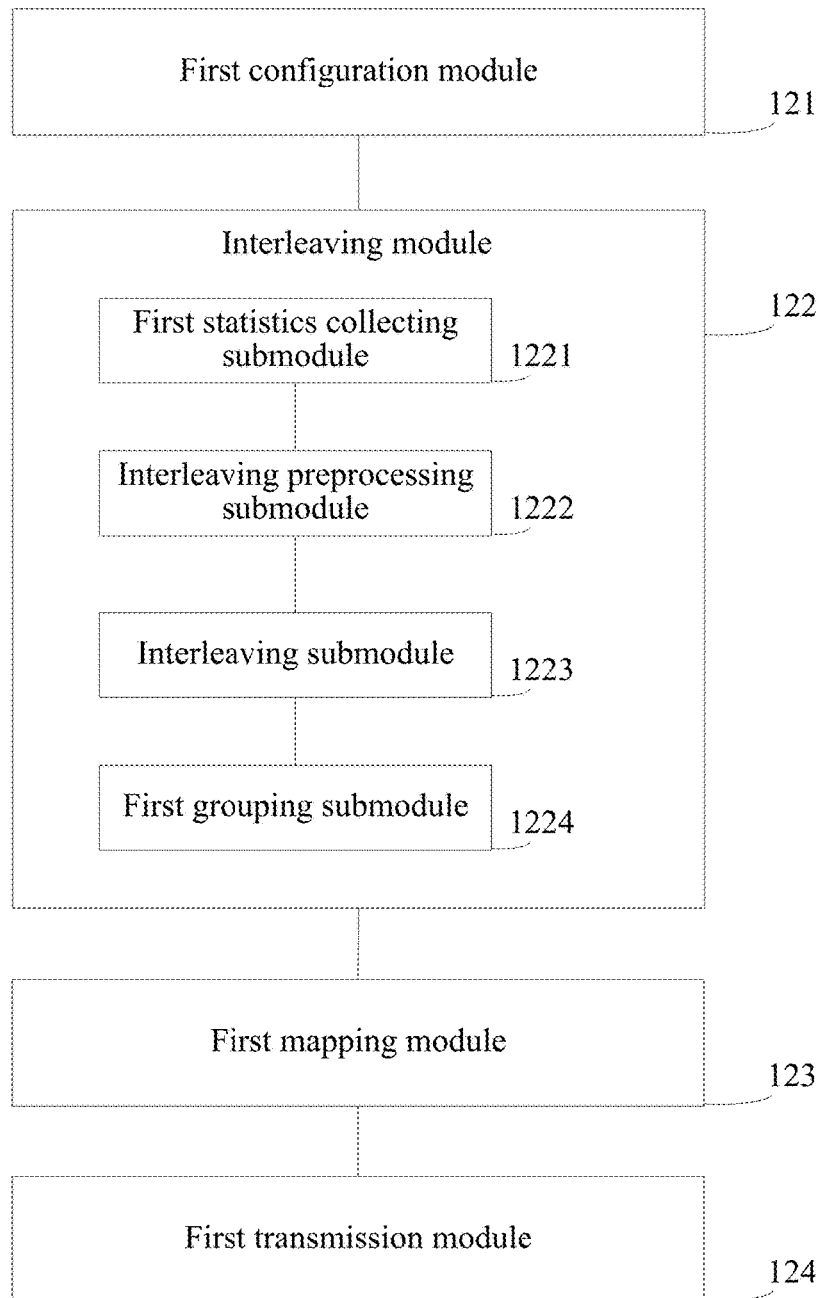 First configuration module
121
Interleaving module
122
First statistics collecting
submodule
1221
Interleaving preprocessing
submodule
1222
Interleaving submodule
1223
First grouping submodule
1224
First mapping module
123
First transmission module
124